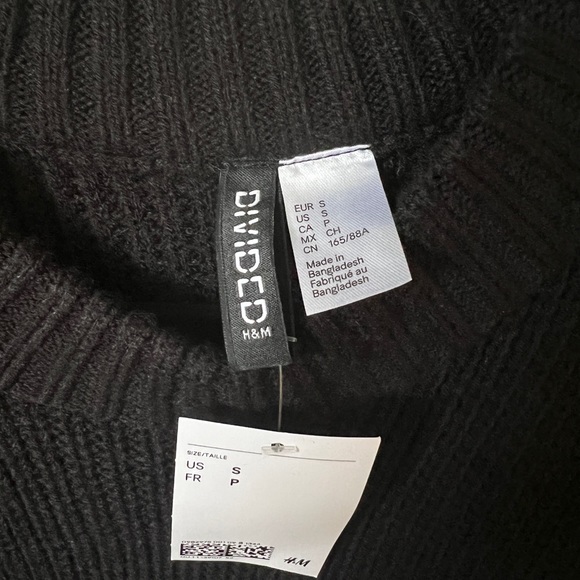 DIVIDED
H&M
EUR S
US S
CA P
MX CH
CN 165/88A
Made in
Bangladesh
Fabriqué au
Bangladesh
SIZE/TAILLE
US S
FR P
H&M